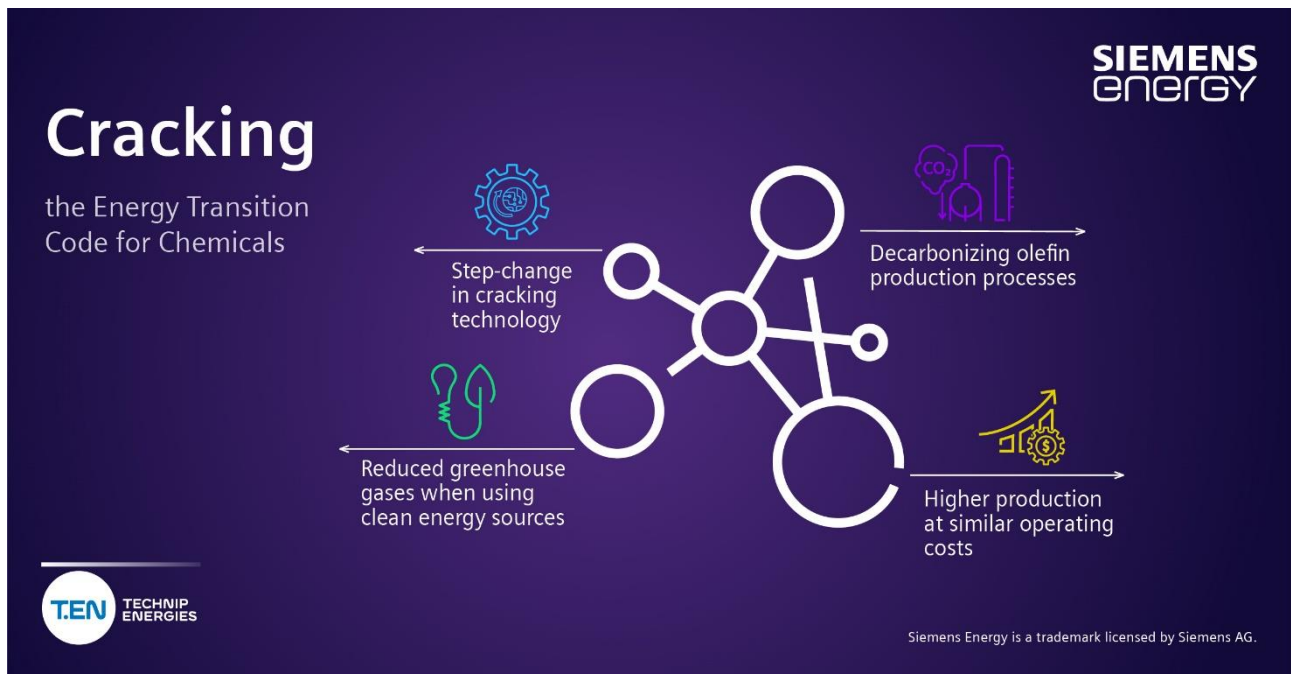 SIEMENS
energy
Cracking
the Energy Transition
Code for Chemicals
CO₂
Step-change
in cracking
technology
Decarbonizing olefin
production processes
Reduced greenhouse
gases when using
clean energy sources
$
Higher production
at similar operating
costs
T.EN TECHNIP
ENERGIES
Siemens Energy is a trademark licensed by Siemens AG.